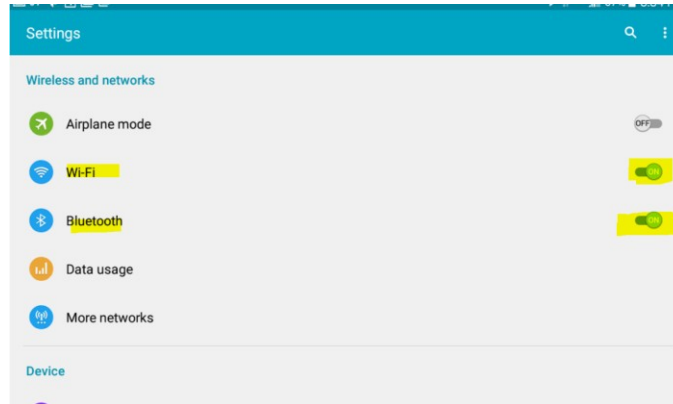 Settings
Wireless and networks
Airplane mode
OFF
Wi-Fi
ON
Bluetooth
ON
Data usage
More networks
Device